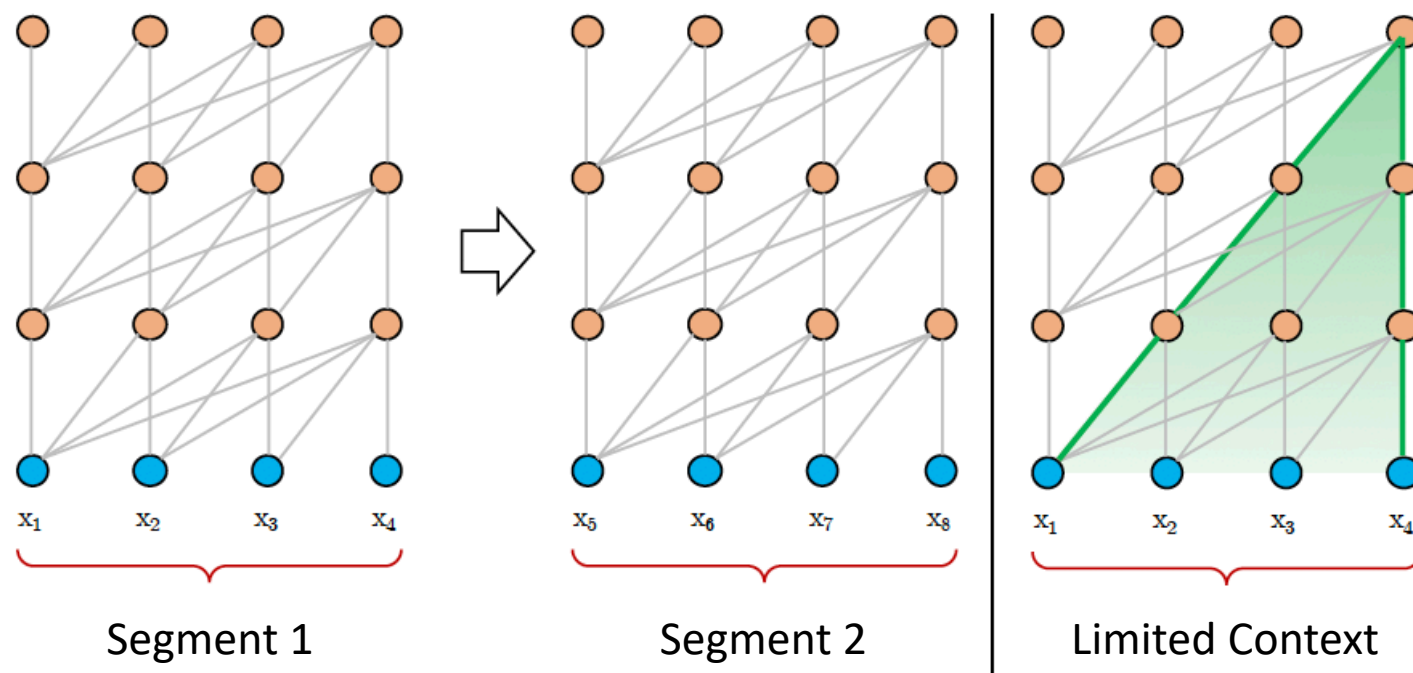 x₁ x₂ x₃ x₄ x₅ x₆ x₇ x₈ x₁ x₂ x₃ x₄
Segment 1 Segment 2 Limited Context